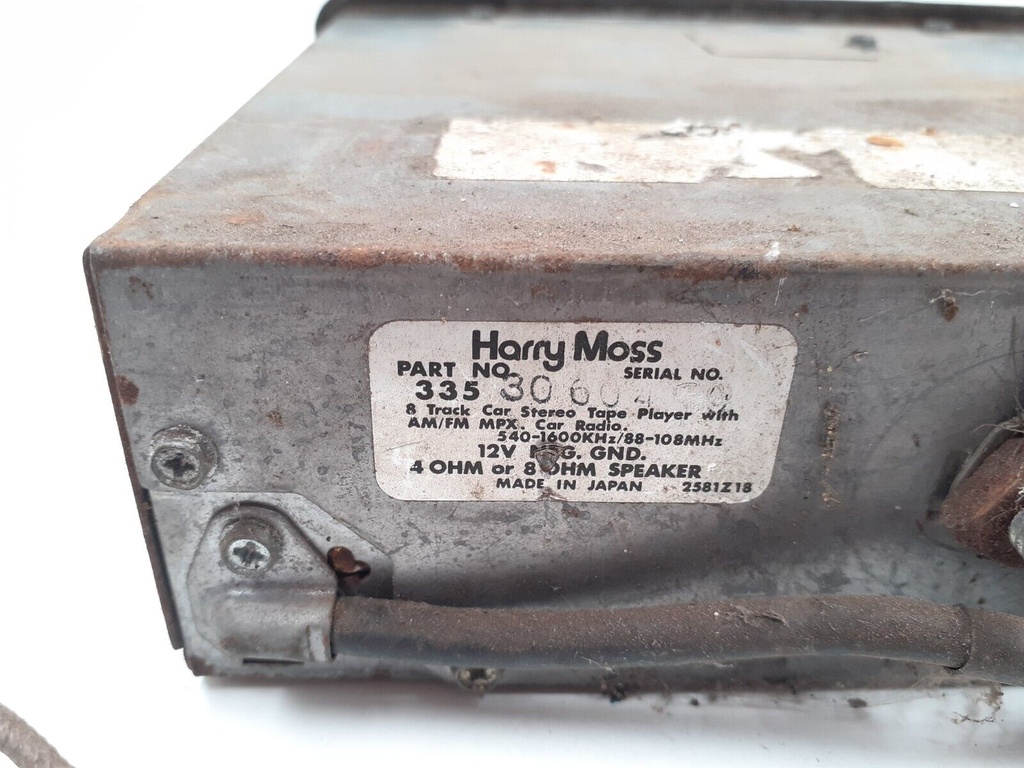 Harry Moss
PART NO. SERIAL NO.
335
8 Track Car Stereo Tape Player with
AM/FM MPX. Car Radio.
540-1600KHz/88-108MHz
12V NEG. GND.
4 OHM or 8 OHM SPEAKER
MADE IN JAPAN 2581Z18